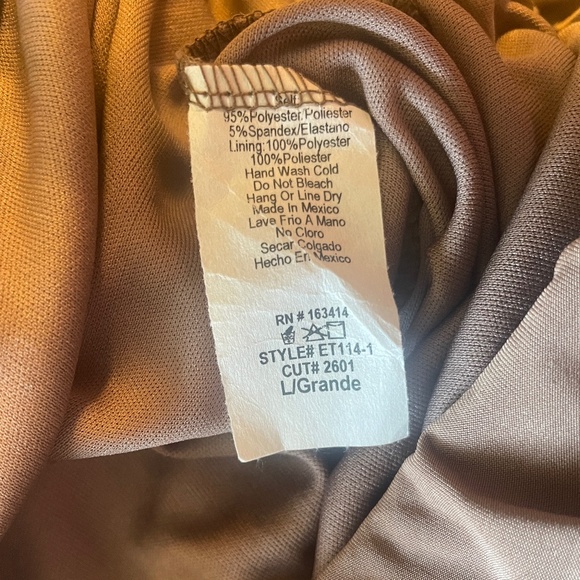 Self
95%Polyester/Poliester
5%Spandex/Elastano
Lining:100%Polyester
100%Poliester
Hand Wash Cold
Do Not Bleach
Hang Or Line Dry
Made In Mexico
Lave Frio A Mano
No Cloro
Secar Colgado
Hecho En Mexico
RN # 163414
STYLE# ET114-1
CUT# 2601
L/Grande